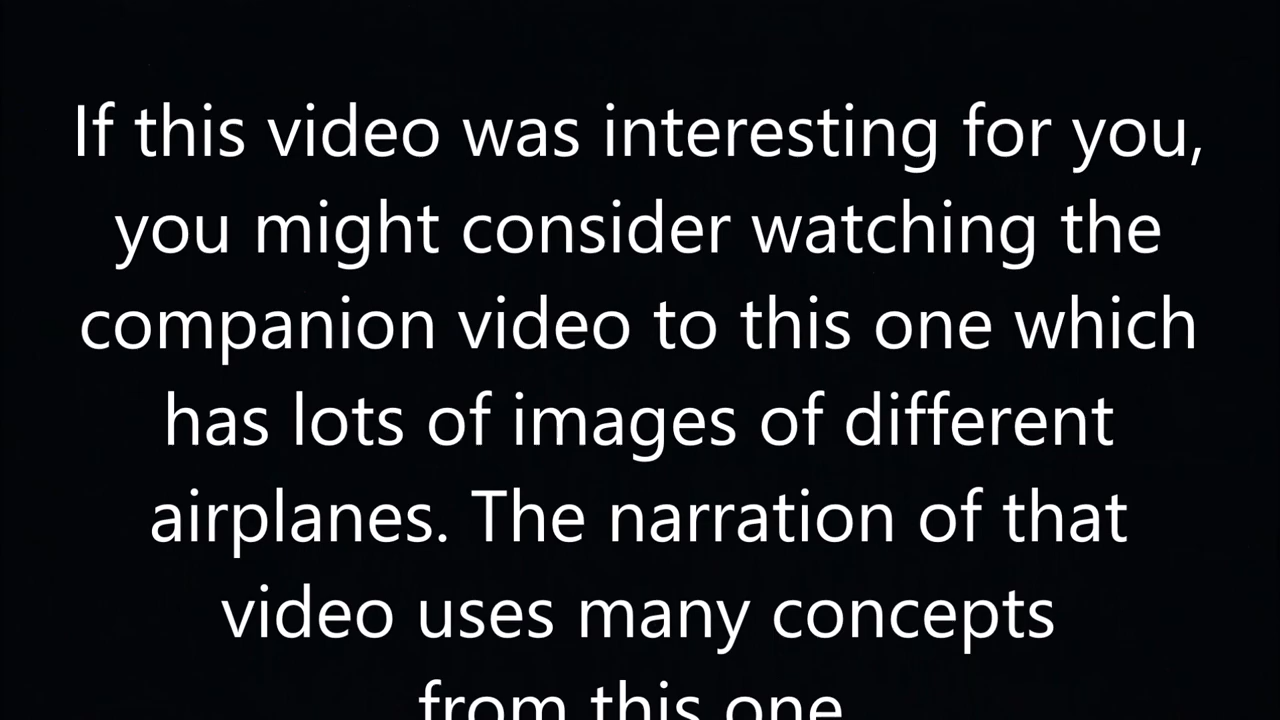 If this video was interesting for you,
you might consider watching the
companion video to this one which
has lots of images of different
airplanes. The narration of that
video uses many concepts
from this one